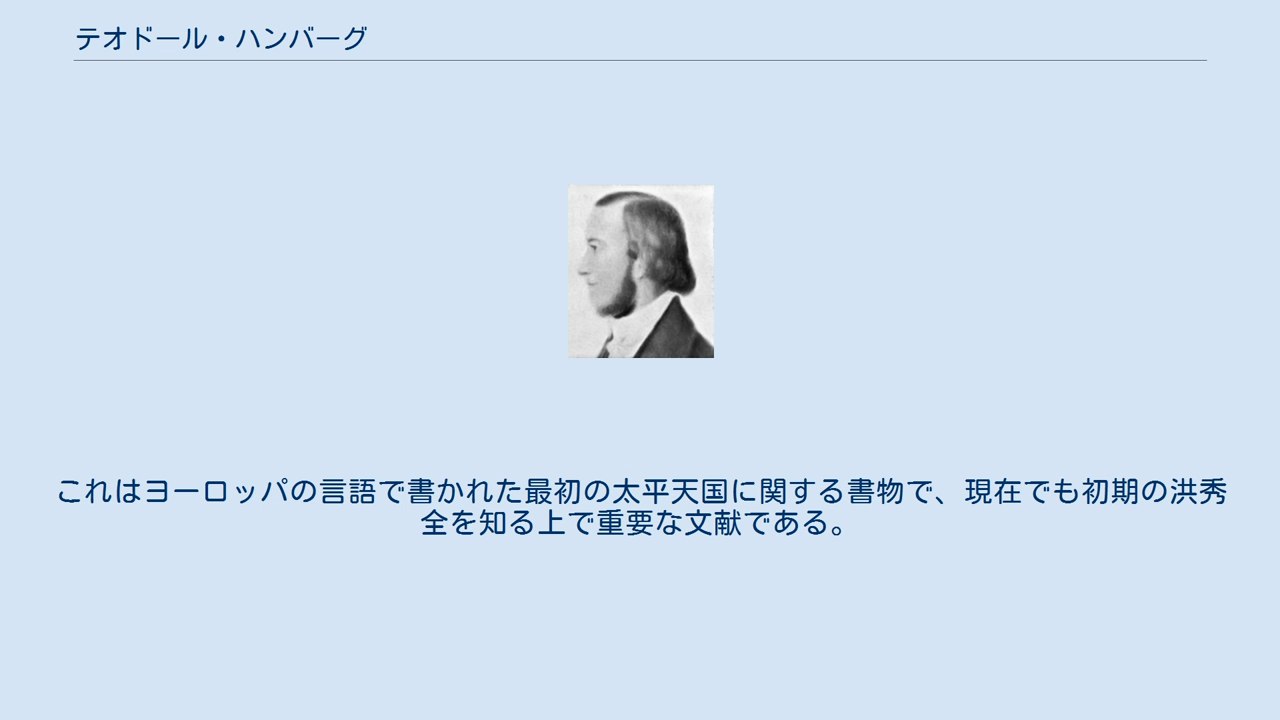 テオドール・ハンバーグ
これはヨーロッパの言語で書かれた最初の太平天国に関する書物で、現在でも初期の洪秀
全を知る上で重要な文献である。